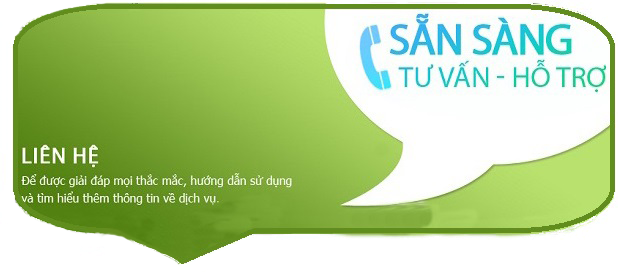 SẴN SÀNG
TƯ VẤN - HỖ TRỢ
LIÊN HỆ
Để được giải đáp mọi thắc mắc, hướng dẫn sử dụng
và tìm hiểu thêm thông tin về dịch vụ.